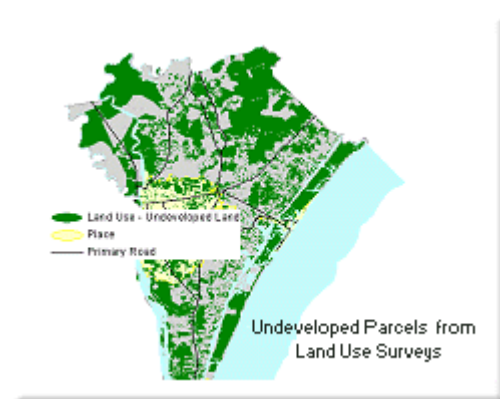 Land Use - Undeveloped Land
Place
Primary Road
Undeveloped Parcels from
Land Use Surveys